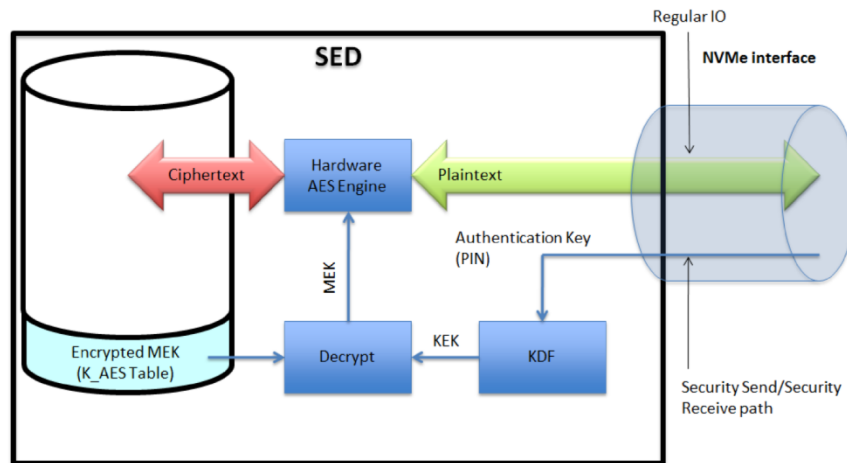 Regular IO
SED
NVMe interface
Ciphertext
Hardware
AES Engine
Plaintext
Authentication Key
(PIN)
MEK
Encrypted MEK
(K_AES Table)
Decrypt
KEK
KDF
Security Send/Security
Receive path